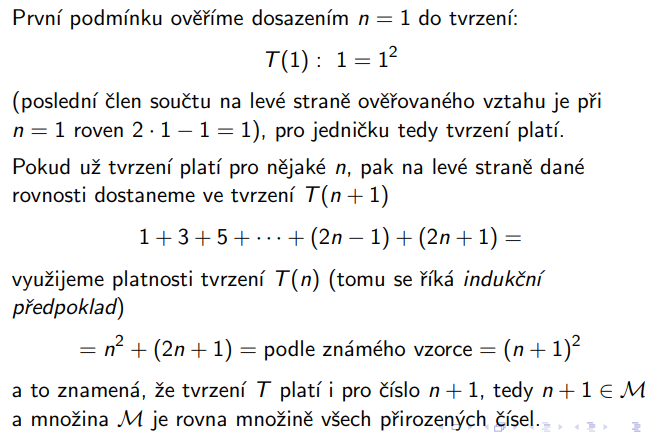 První podmínku ověříme dosazením n = 1 do tvrzení:
T(1) : 1 = 1²
(poslední člen součtu na levé straně ověřovaného vztahu je při
n = 1 roven 2 · 1 − 1 = 1), pro jedničku tedy tvrzení platí.
Pokud už tvrzení platí pro nějaké n, pak na levé straně dané
rovnosti dostaneme ve tvrzení T(n + 1)
1 + 3 + 5 + · · · + (2n − 1) + (2n + 1) =
využijeme platnosti tvrzení T(n) (tomu se říká indukční
předpoklad)
= n² + (2n + 1) = podle známého vzorce = (n + 1)²
a to znamená, že tvrzení T platí i pro číslo n + 1, tedy n + 1 ∈ ℳ
a množina ℳ je rovna množině všech přirozených čísel.